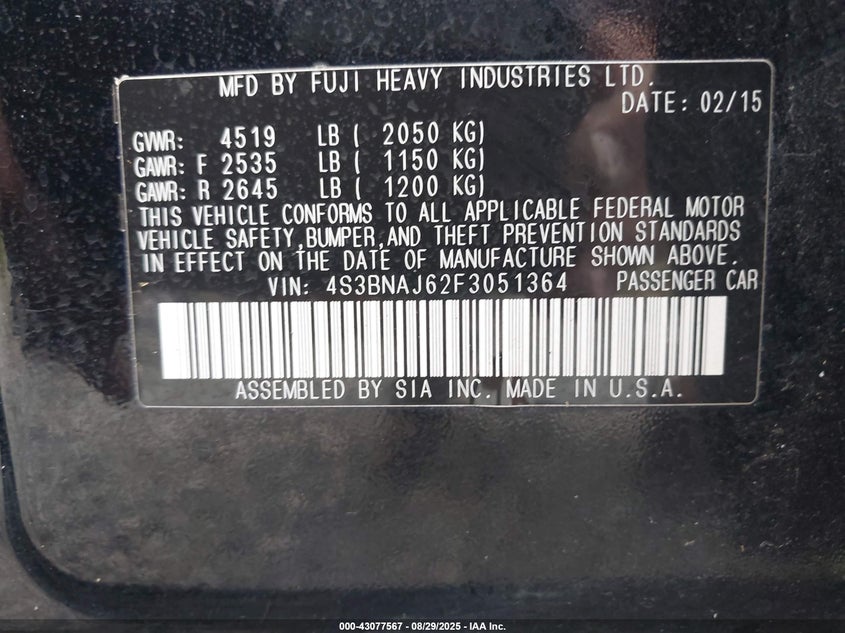 MFD BY FUJI HEAVY INDUSTRIES LTD.
DATE: 02/15
GVWR: 4519 LB ( 2050 KG)
GAWR: F 2535 LB ( 1150 KG)
GAWR: R 2645 LB ( 1200 KG)
THIS VEHICLE CONFORMS TO ALL APPLICABLE FEDERAL MOTOR
VEHICLE SAFETY,BUMPER,AND THEFT PREVENTION STANDARDS
IN EFFECT ON THE DATE OF MANUFACTURE SHOWN ABOVE.
VIN: 4S3BNAJ62F3051364 PASSENGER CAR
ASSEMBLED BY SIA INC. MADE IN U.S.A.
000-43077567 - 08/29/2025 - IAA Inc.